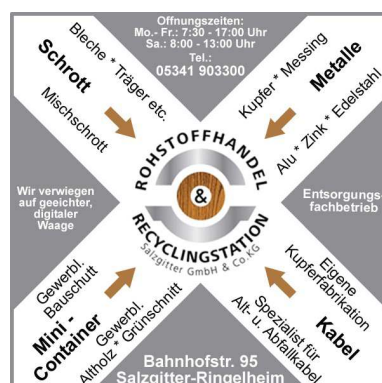 Öffnungszeiten:
Mo.- Fr.: 7:30 - 17:00 Uhr
Sa.: 8:00 - 13:00 Uhr
Tel.:
05341 903300
Schrott
Bleche * Träger etc.
Mischschrott
Metalle
Kupfer * Messing
Alu * Zink * Edelstahl
Wir verwiegen
auf geeichter,
digitaler
Waage
ROHSTOFFHANDEL
&
RECYCLINGSTATION
Salzgitter GmbH & Co.KG
Entsorgungs
fachbetrieb
Gewerbl.
Bauschutt
Mini -
Container
Gewerbl.
Altholz * Grünschnitt
Eigene
Kupferfabrikation
Kabel
Spezialist für
Alt- u. Abfallkabel
Bahnhofstr. 95
Salzgitter-Ringelheim